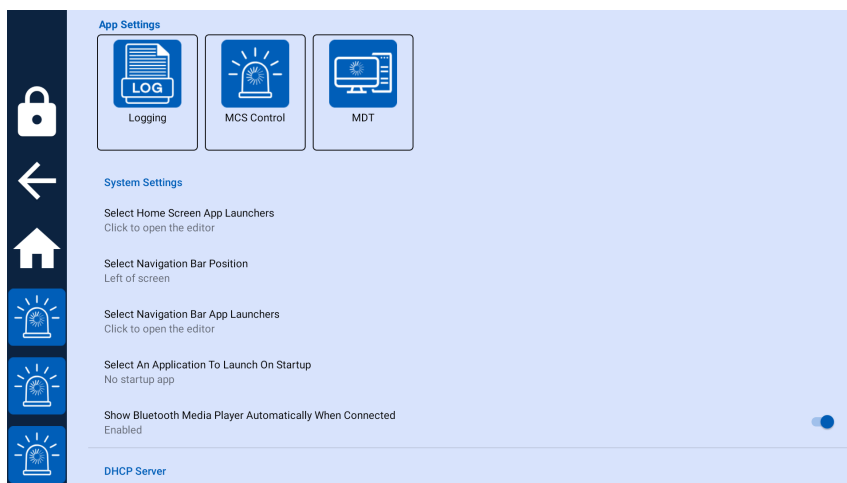 App Settings
LOG
Logging
MCS Control
MDT
System Settings
Select Home Screen App Launchers
Click to open the editor
Select Navigation Bar Position
Left of screen
Select Navigation Bar App Launchers
Click to open the editor
Select An Application To Launch On Startup
No startup app
Show Bluetooth Media Player Automatically When Connected
Enabled
DHCP Server